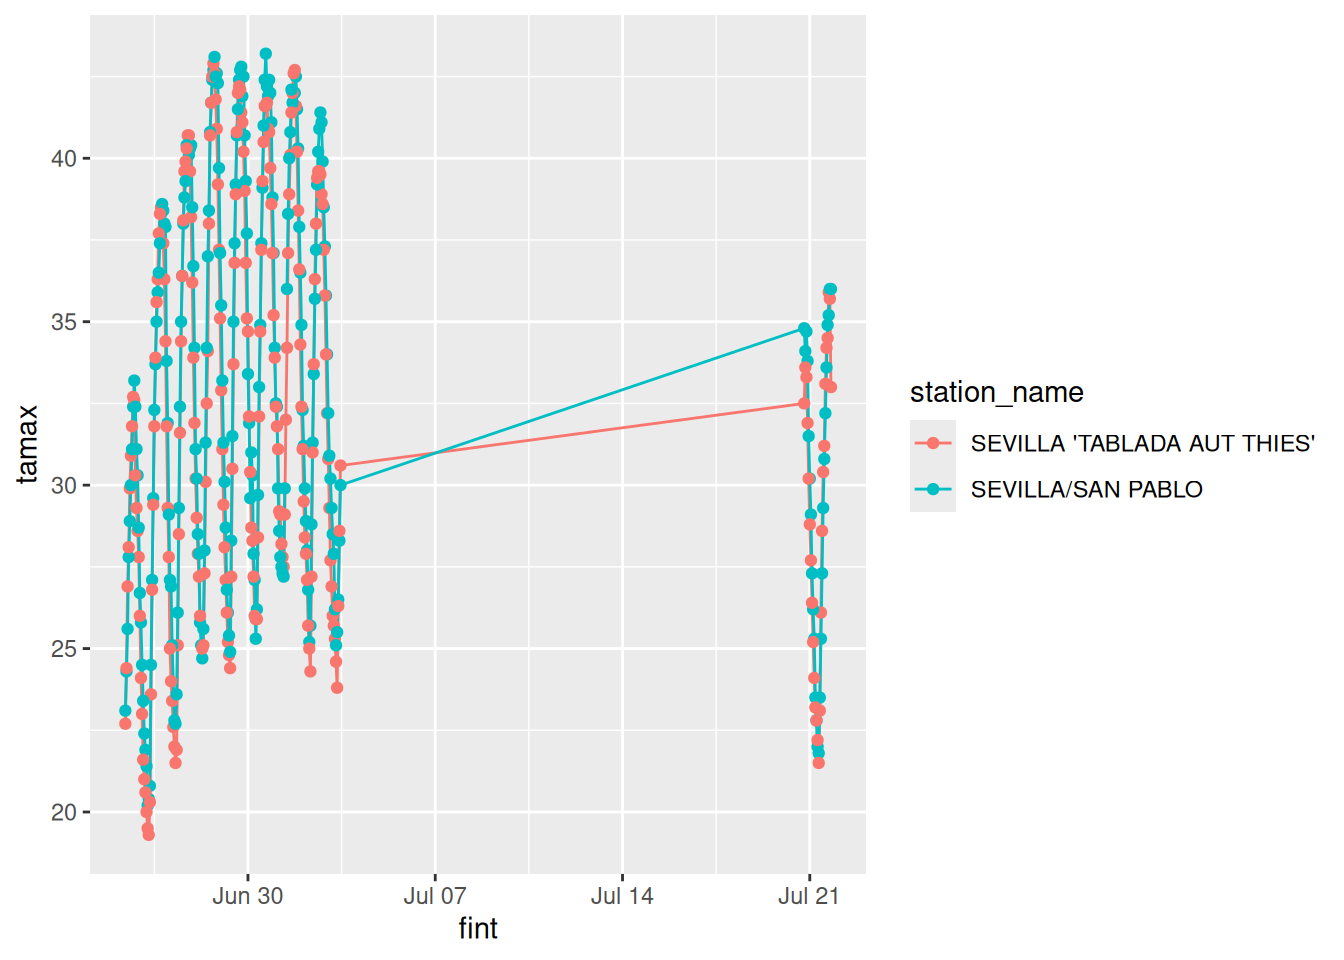 tamax
40
35
30
25
20
Jun 30
Jul 07
Jul 14
Jul 21
fint
station_name
SEVILLA 'TABLADA AUT THIES'
SEVILLA/SAN PABLO